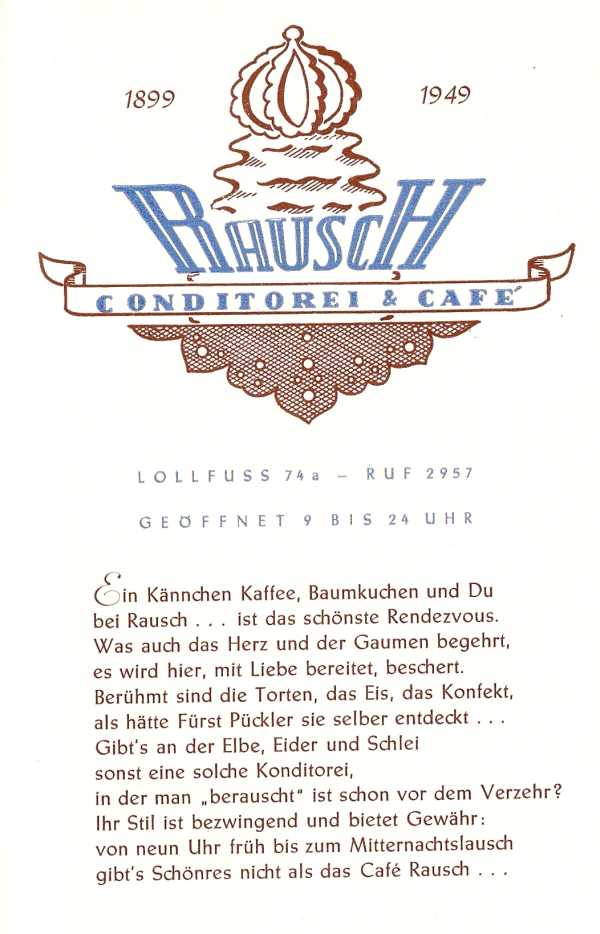 1899
1949
RAUSCH
CONDITOREI & CAFÉ
LOLLFUSS 74a – RUF 2957
GEÖFFNET 9 BIS 24 UHR
Ein Kännchen Kaffee, Baumkuchen und Du
bei Rausch . . . ist das schönste Rendezvous.
Was auch das Herz und der Gaumen begehrt,
es wird hier, mit Liebe bereitet, beschert.
Berühmt sind die Torten, das Eis, das Konfekt,
als hätte Fürst Pückler sie selber entdeckt . . .
Gibt's an der Elbe, Eider und Schlei
sonst eine solche Konditorei,
in der man „berauscht" ist schon vor dem Verzehr?
Ihr Stil ist bezwingend und bietet Gewähr:
von neun Uhr früh bis zum Mitternachtslausch
gibt's Schönres nicht als das Café Rausch . . .